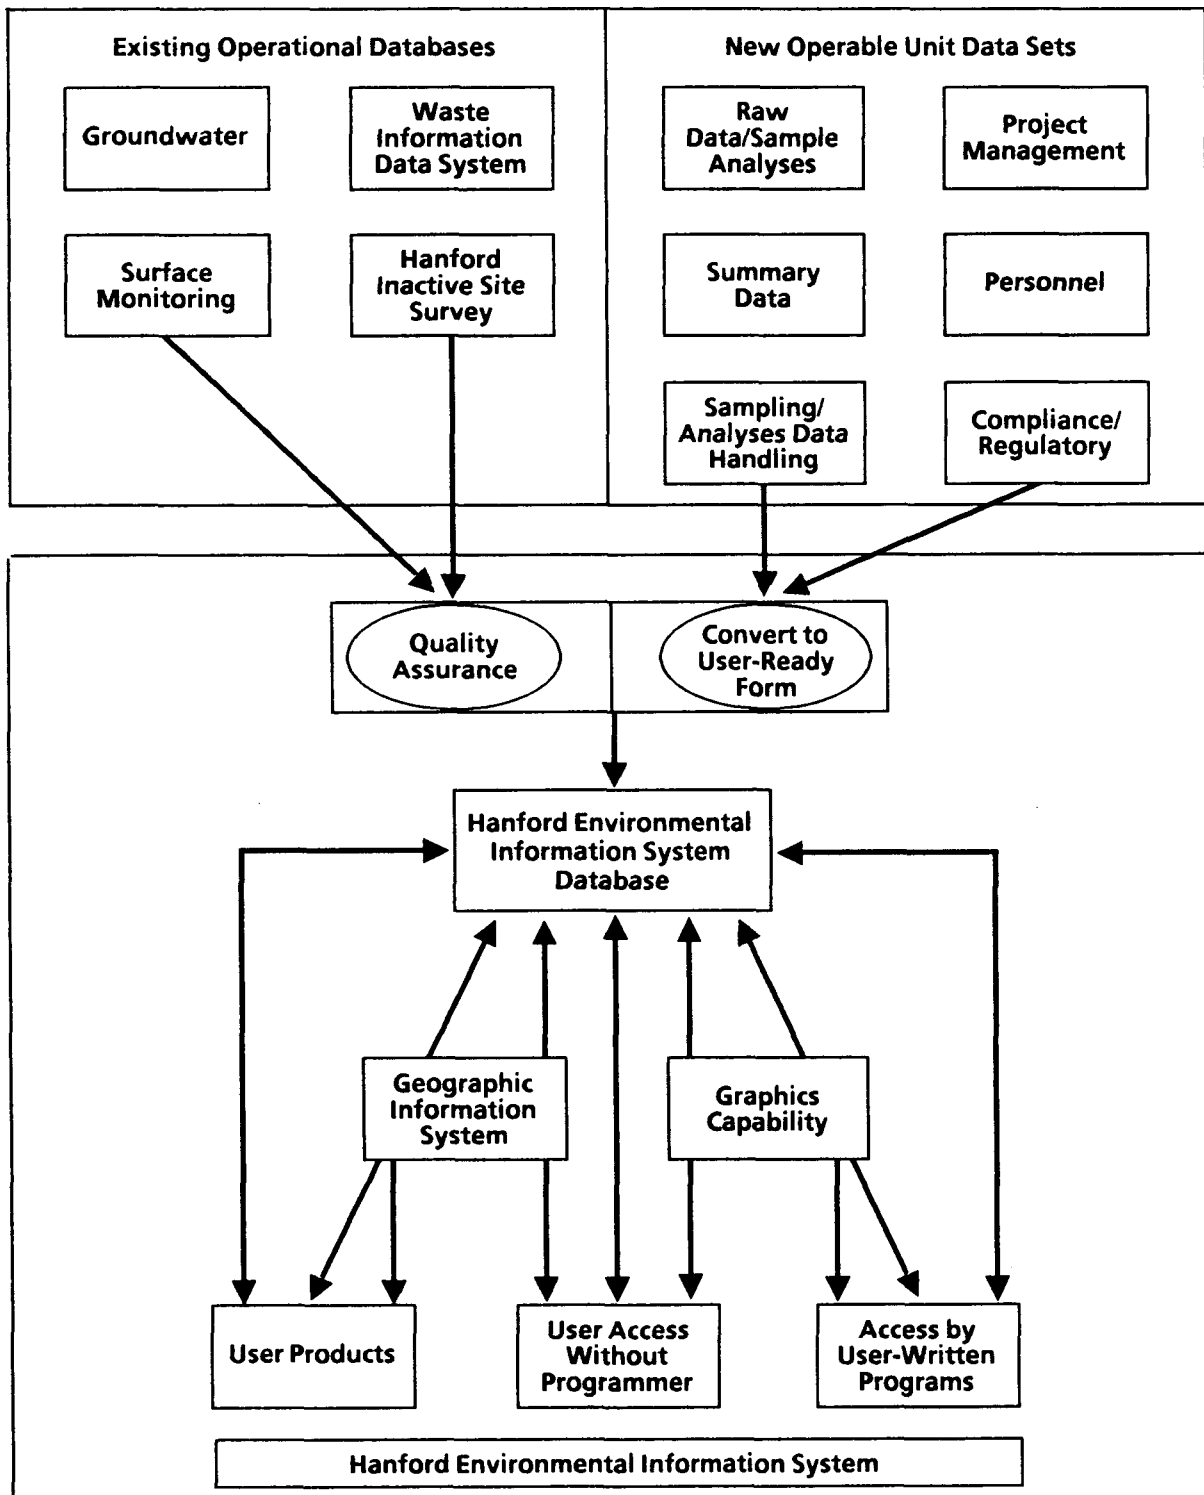 Existing Operational Databases
New Operable Unit Data Sets
Groundwater
Waste
Information
Data System
Raw
Data/Sample
Analyses
Project
Management
Surface
Monitoring
Hanford
Inactive Site
Survey
Summary
Data
Personnel
Sampling/
Analyses Data
Handling
Compliance/
Regulatory
Quality
Assurance
Convert to
User-Ready
Form
Hanford Environmental
Information System
Database
Geographic
Information
System
Graphics
Capability
User Products
User Access
Without
Programmer
Access by
User-Written
Programs
Hanford Environmental Information System